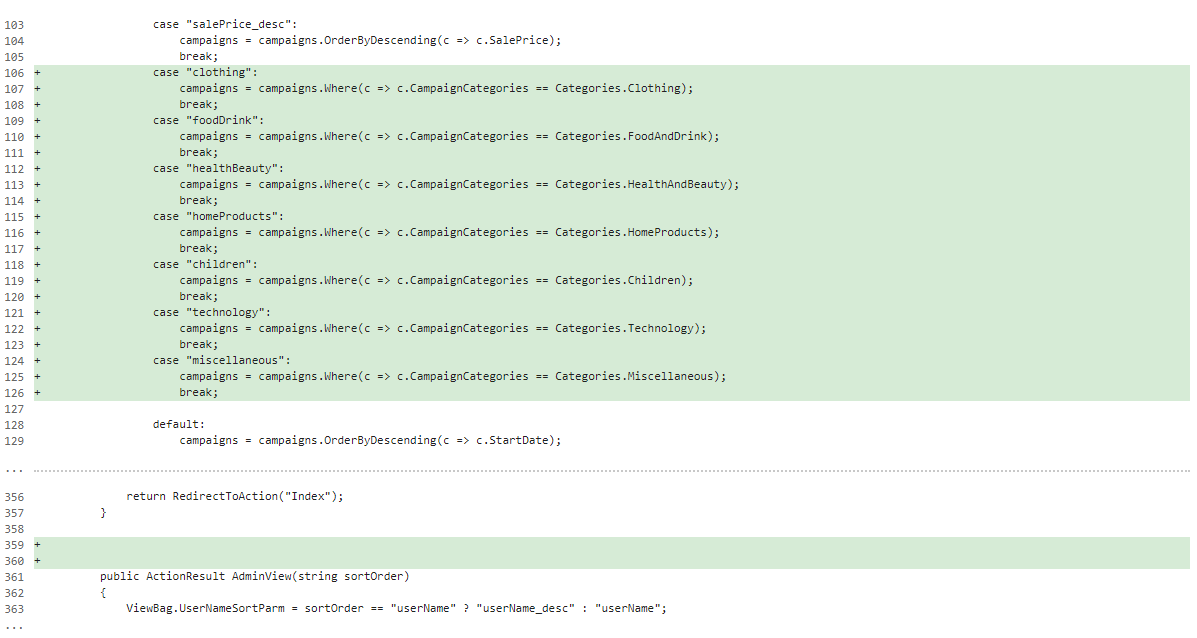 103 case "salePrice_desc":
104 campaigns = campaigns.OrderByDescending(c => c.SalePrice);
105 break;
106 + case "clothing":
107 + campaigns = campaigns.Where(c => c.CampaignCategories == Categories.Clothing);
108 + break;
109 + case "foodDrink":
110 + campaigns = campaigns.Where(c => c.CampaignCategories == Categories.FoodAndDrink);
111 + break;
112 + case "healthBeauty":
113 + campaigns = campaigns.Where(c => c.CampaignCategories == Categories.HealthAndBeauty);
114 + break;
115 + case "homeProducts":
116 + campaigns = campaigns.Where(c => c.CampaignCategories == Categories.HomeProducts);
117 + break;
118 + case "children":
119 + campaigns = campaigns.Where(c => c.CampaignCategories == Categories.Children);
120 + break;
121 + case "technology":
122 + campaigns = campaigns.Where(c => c.CampaignCategories == Categories.Technology);
123 + break;
124 + case "miscellaneous":
125 + campaigns = campaigns.Where(c => c.CampaignCategories == Categories.Miscellaneous);
126 + break;
127
128 default:
129 campaigns = campaigns.OrderByDescending(c => c.StartDate);
...
356 return RedirectToAction("Index");
357 }
358
359 +
360 +
361 public ActionResult AdminView(string sortOrder)
362 {
363 ViewBag.UserNameSortParm = sortOrder == "userName" ? "userName_desc" : "userName";
...